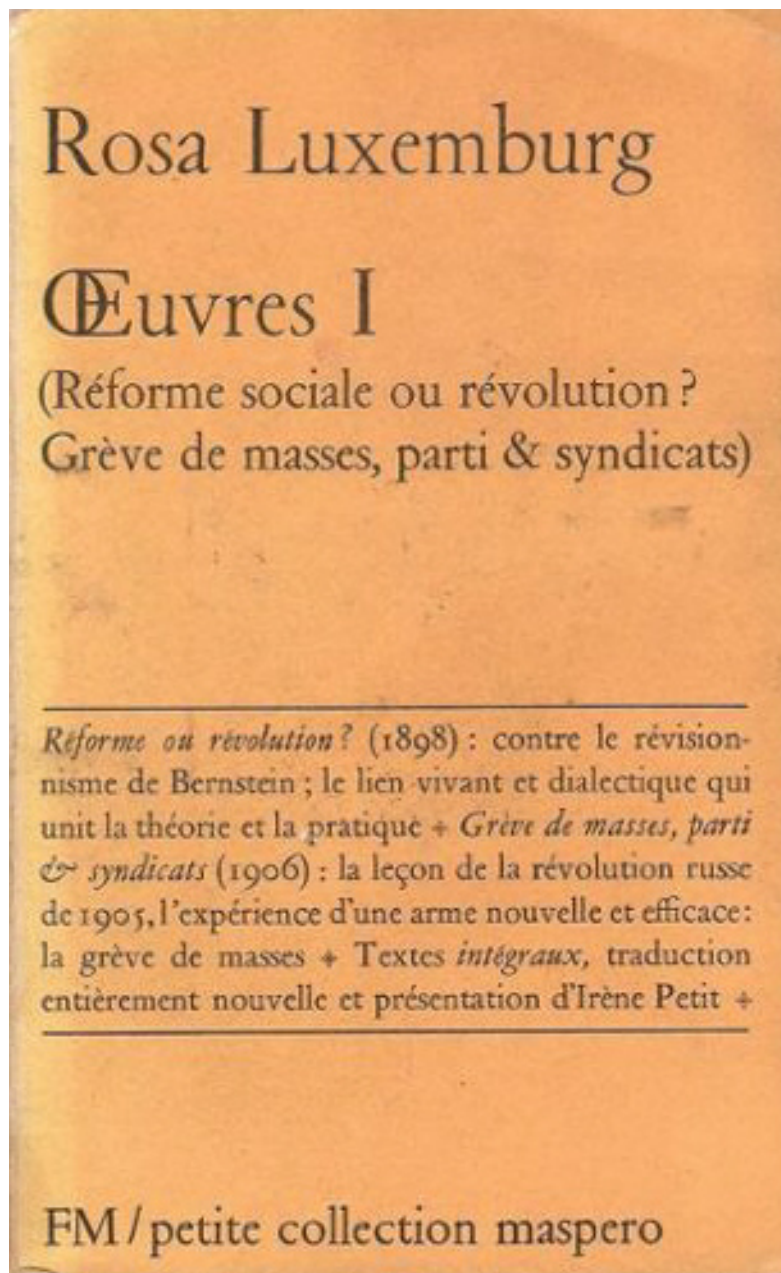 Rosa Luxemburg
Œuvres I
(Réforme sociale ou révolution ?
Grève de masses, parti & syndicats)
Réforme ou révolution ? (1898) : contre le révision-
nisme de Bernstein ; le lien vivant et dialectique qui
unit la théorie et la pratique + Grève de masses, parti
& syndicats (1906) : la leçon de la révolution russe
de 1905, l'expérience d'une arme nouvelle et efficace :
la grève de masses + Textes intégraux, traduction
entièrement nouvelle et présentation d'Irène Petit +
FM / petite collection maspero